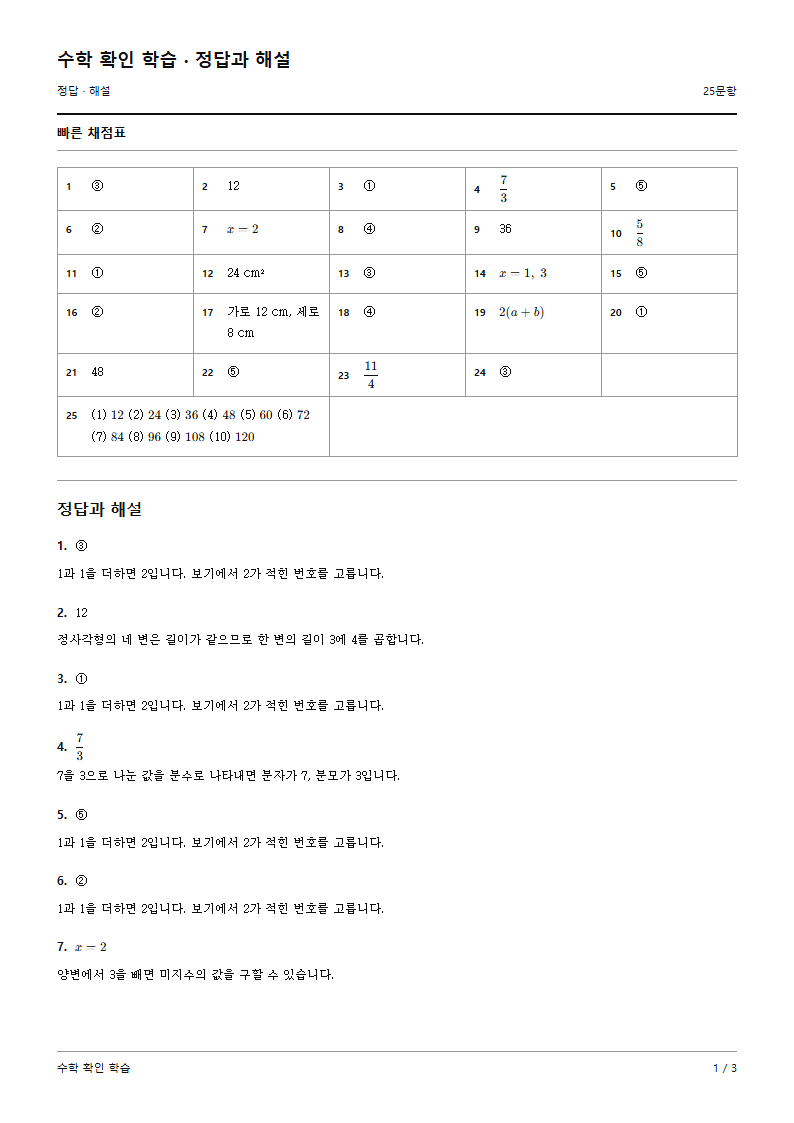 수학 확인 학습 · 정답과 해설
정답 · 해설 25문항
빠른 채점표
1 ③ 2 12 3 ① 4 7/3 5 ⑤
6 ② 7 x = 2 8 ④ 9 36 10 5/8
11 ① 12 24 cm² 13 ③ 14 x = 1, 3 15 ⑤
16 ② 17 가로 12 cm, 세로 8 cm 18 ④ 19 2(a + b) 20 ①
21 48 22 ⑤ 23 11/4 24 ③
25 (1) 12 (2) 24 (3) 36 (4) 48 (5) 60 (6) 72
(7) 84 (8) 96 (9) 108 (10) 120
정답과 해설
1. ③
1과 1을 더하면 2입니다. 보기에서 2가 적힌 번호를 고릅니다.
2. 12
정사각형의 네 변은 길이가 같으므로 한 변의 길이 3에 4를 곱합니다.
3. ①
1과 1을 더하면 2입니다. 보기에서 2가 적힌 번호를 고릅니다.
4. 7/3
7을 3으로 나눈 값을 분수로 나타내면 분자가 7, 분모가 3입니다.
5. ⑤
1과 1을 더하면 2입니다. 보기에서 2가 적힌 번호를 고릅니다.
6. ②
1과 1을 더하면 2입니다. 보기에서 2가 적힌 번호를 고릅니다.
7. x = 2
양변에서 3을 빼면 미지수의 값을 구할 수 있습니다.
수학 확인 학습 1 / 3